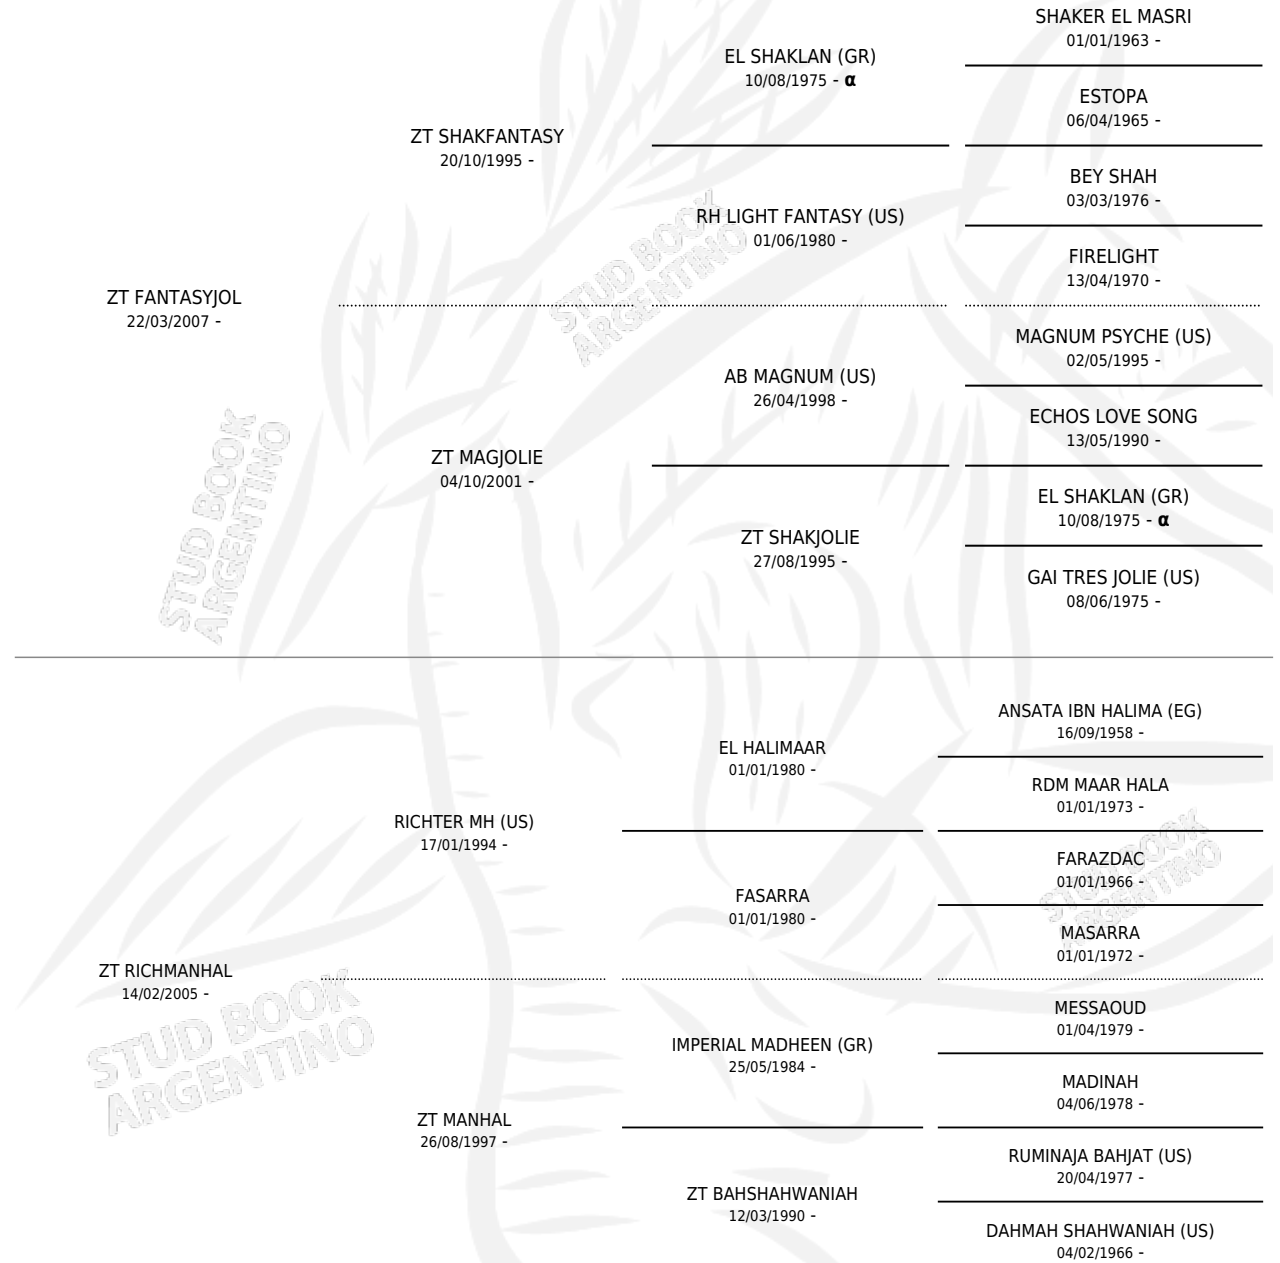 SHAKER EL MASRI
01/01/1963 -
EL SHAKLAN (GR)
10/08/1975 - α
ESTOPA
06/04/1965 -
ZT SHAKFANTASY
20/10/1995 -
BEY SHAH
03/03/1976 -
RH LIGHT FANTASY (US)
01/06/1980 -
FIRELIGHT
13/04/1970 -
ZT FANTASYJOL
22/03/2007 -
MAGNUM PSYCHE (US)
02/05/1995 -
AB MAGNUM (US)
26/04/1998 -
ECHOS LOVE SONG
13/05/1990 -
ZT MAGJOLIE
04/10/2001 -
EL SHAKLAN (GR)
10/08/1975 - α
ZT SHAKJOLIE
27/08/1995 -
GAI TRES JOLIE (US)
08/06/1975 -
STUD BOOK
ARGENTINO
STUD BOOK
ARGENTINO
ANSATA IBN HALIMA (EG)
16/09/1958 -
EL HALIMAAR
01/01/1980 -
RDM MAAR HALA
01/01/1973 -
RICHTER MH (US)
17/01/1994 -
FARAZDAC
01/01/1966 -
FASARRA
01/01/1980 -
MASARRA
01/01/1972 -
ZT RICHMANHAL
14/02/2005 -
MESSAOUD
01/04/1979 -
IMPERIAL MADHEEN (GR)
25/05/1984 -
MADINAH
04/06/1978 -
ZT MANHAL
26/08/1997 -
RUMINAJA BAHJAT (US)
20/04/1977 -
ZT BAHSHAHWANIAH
12/03/1990 -
DAHMAH SHAHWANIAH (US)
04/02/1966 -
STUD BOOK
ARGENTINO
STUD BOOK
ARGENTINO